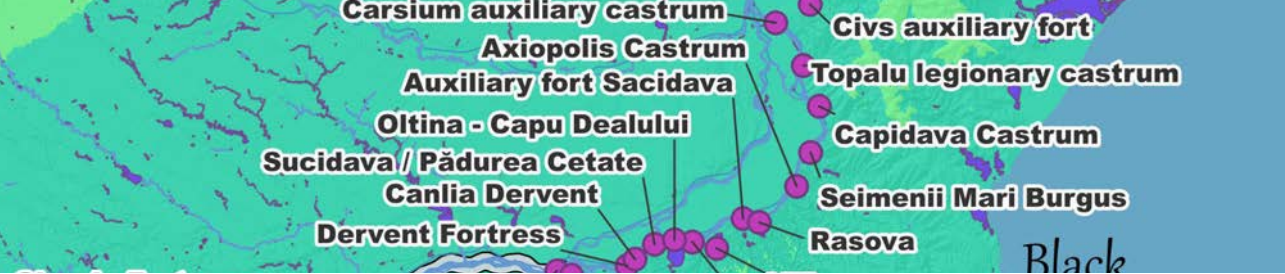 Carsium auxiliary castrum
Civs auxiliary fort
Axiopolis Castrum
Topalu legionary castrum
Auxiliary fort Sacidava
Oltina - Capu Dealului
Capidava Castrum
Sucidava / Pădurea Cetate
Canlia Dervent
Seimenii Mari Burgus
Dervent Fortress
Rasova
Black